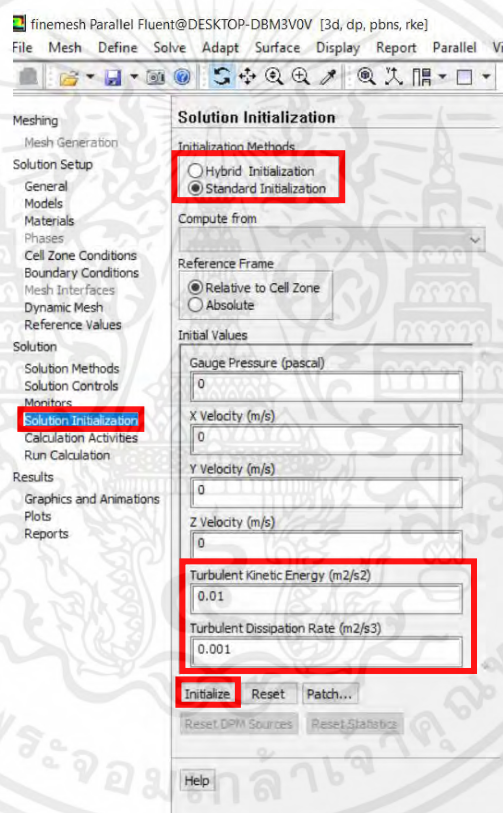 finemesh Parallel Fluent@DESKTOP-DBM3V0V [3d, dp, pbns, rke]
File Mesh Define Solve Adapt Surface Display Report Parallel Vi
Meshing
Mesh Generation
Solution Setup
General
Models
Materials
Phases
Cell Zone Conditions
Boundary Conditions
Mesh Interfaces
Dynamic Mesh
Reference Values
Solution
Solution Methods
Solution Controls
Monitors
Solution Initialization
Calculation Activities
Run Calculation
Results
Graphics and Animations
Plots
Reports
Solution Initialization
Initialization Methods
Hybrid Initialization
Standard Initialization
Compute from
Reference Frame
Relative to Cell Zone
Absolute
Initial Values
Gauge Pressure (pascal)
0
X Velocity (m/s)
0
Y Velocity (m/s)
0
Z Velocity (m/s)
0
Turbulent Kinetic Energy (m2/s2)
0.01
Turbulent Dissipation Rate (m2/s3)
0.001
Initialize Reset Patch...
Reset DPM Sources Reset Statistics
Help